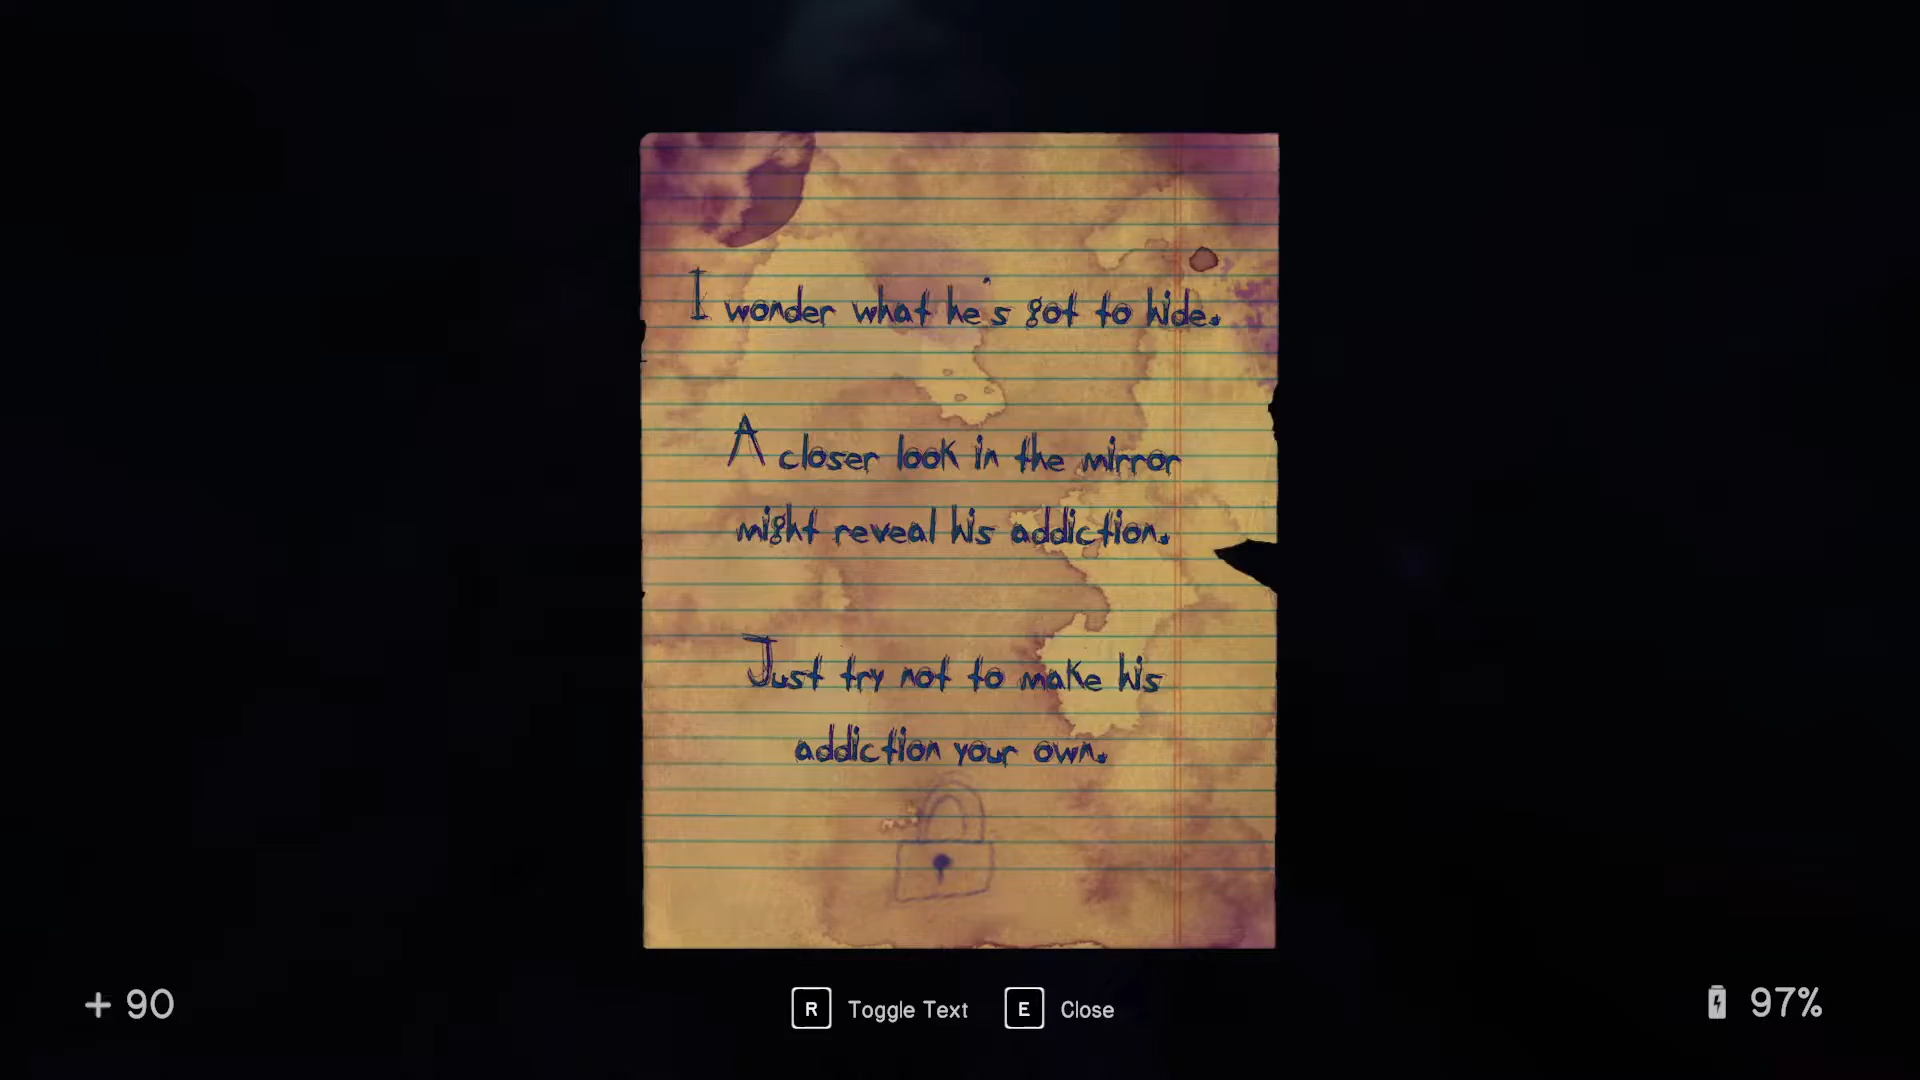 I wonder what he's got to hide.
A closer look in the mirror
might reveal his addiction.
Just try not to make his
addiction your own.
+ 90
R Toggle Text E Close
97%